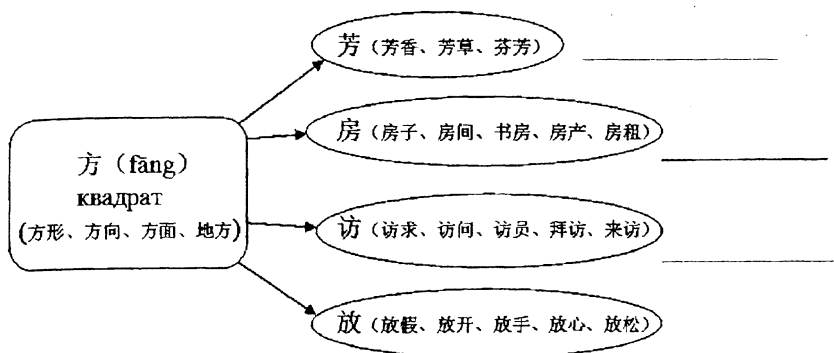 芳（芳香、芳草、芬芳）
房（房子、房间、书房、房产、房租）
方（fāng）
квадрат
(方形、方向、方面、地方)
访（访求、访问、访员、拜访、来访）
放（放假、放开、放手、放心、放松）